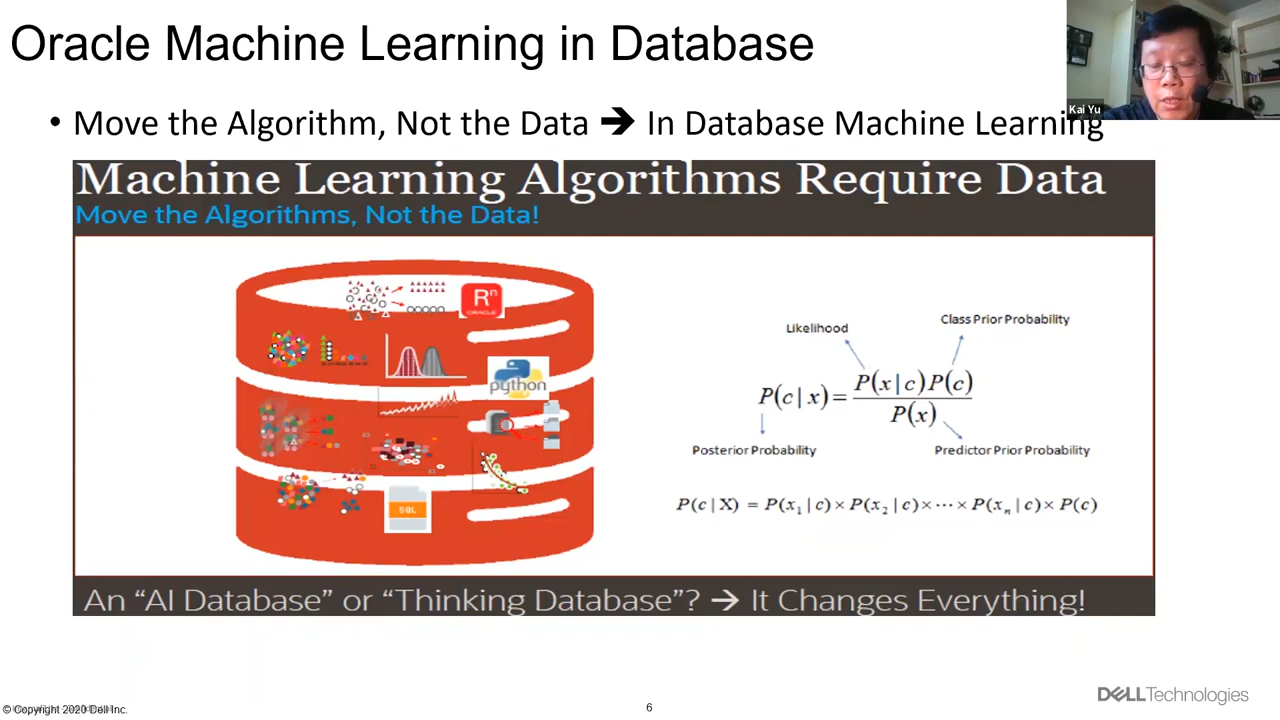 Oracle Machine Learning in Database
Kai Yu
• Move the Algorithm, Not the Data ➔ In Database Machine Learning
Machine Learning Algorithms Require Data
Move the Algorithms, Not the Data!
R^n
ORACLE
python
SQL
Likelihood
Class Prior Probability
P(c | x) = P(x | c)P(c) / P(x)
Posterior Probability
Predictor Prior Probability
P(c | X) = P(x₁ | c) × P(x₂ | c) × ··· × P(xₙ | c) × P(c)
An “AI Database” or “Thinking Database”? → It Changes Everything!
© Copyright 2020 Dell Inc.
6
DELLTechnologies